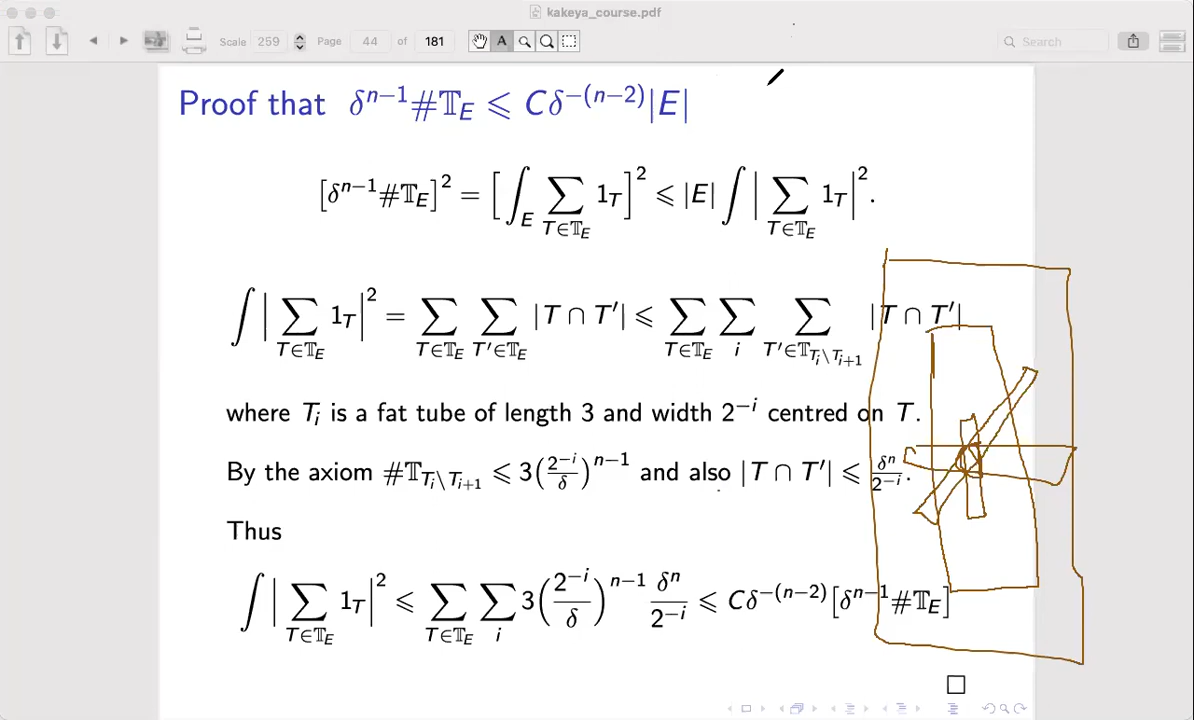 kakeya_course.pdf
Scale 259 Page 44 of 181 A Search
Proof that δ^{n−1}#𝕋_E ⩽ Cδ^{−(n−2)}|E|
[δ^{n−1}#𝕋_E]^2 = [∫_E ∑_{T∈𝕋_E} 1_T]^2 ⩽ |E| ∫ |∑_{T∈𝕋_E} 1_T|^2.
∫ |∑_{T∈𝕋_E} 1_T|^2 = ∑_{T∈𝕋_E} ∑_{T′∈𝕋_E} |T ∩ T′| ⩽ ∑_{T∈𝕋_E} ∑_i ∑_{T′∈𝕋_{T_i\T_{i+1}}} |T ∩ T′|
where T_i is a fat tube of length 3 and width 2^{−i} centred on T.
By the axiom #𝕋_{T_i\T_{i+1}} ⩽ 3(2^{−i}/δ)^{n−1} and also |T ∩ T′| ⩽ δ^n/2^{−i}.
Thus
∫ |∑_{T∈𝕋_E} 1_T|^2 ⩽ ∑_{T∈𝕋_E} ∑_i 3(2^{−i}/δ)^{n−1} δ^n/2^{−i} ⩽ Cδ^{−(n−2)}[δ^{n−1}#𝕋_E]
□